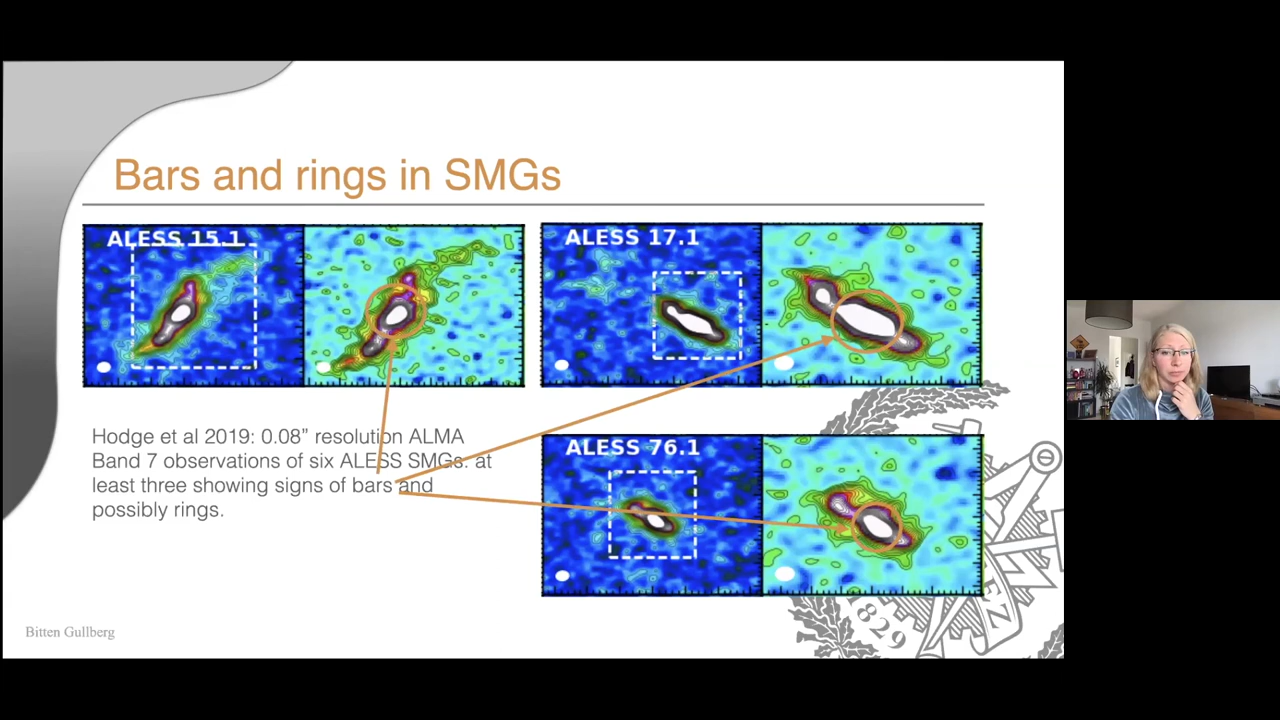 Bars and rings in SMGs
ALESS 15.1
ALESS 17.1
Hodge et al 2019: 0.08” resolution ALMA
Band 7 observations of six ALESS SMGs. at
least three showing signs of bars and
possibly rings.
ALESS 76.1
1829
Bitten Gullberg